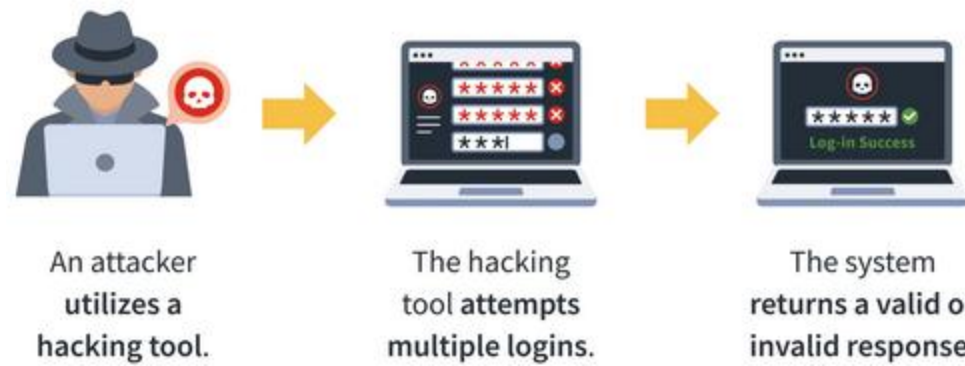 * * * * *
* * * * *
* * *
* * * * *
Log-in Success
An attacker
utilizes a
hacking tool.
The hacking
tool attempts
multiple logins.
The system
returns a valid o
invalid response